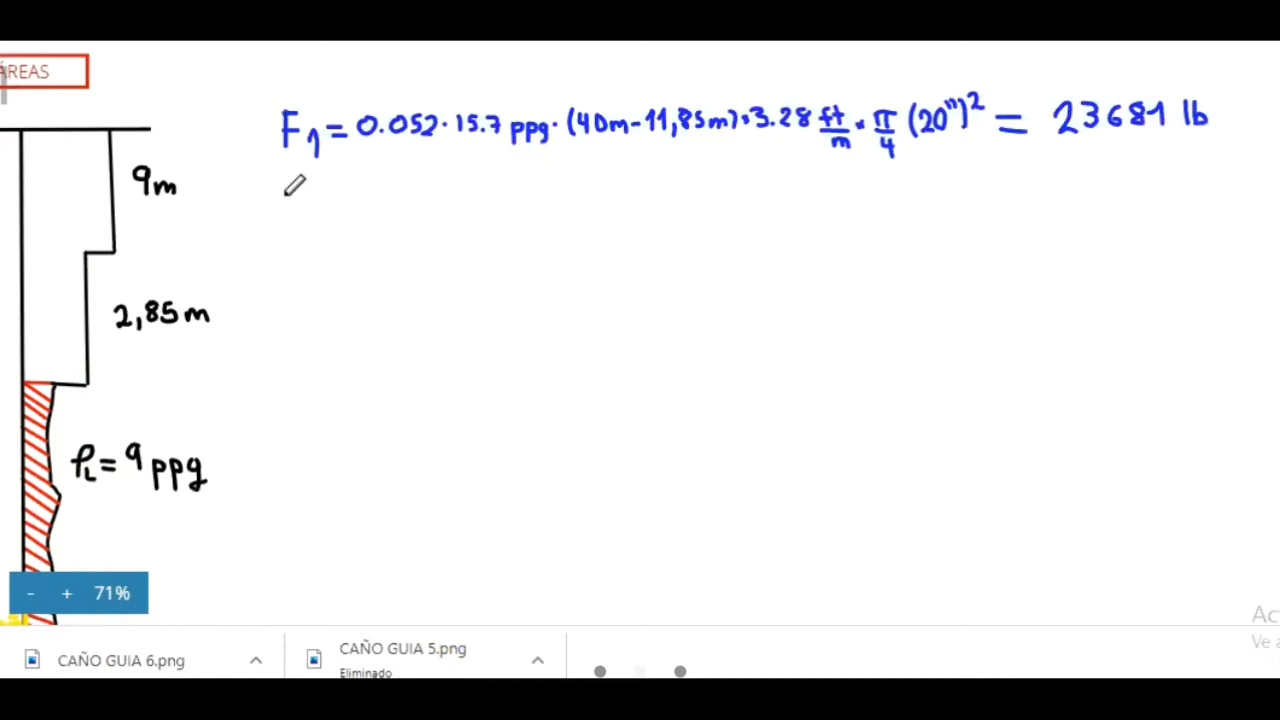 ÁREAS
F1 = 0.052 · 15.7 ppg · (40m - 11,85m) · 3.28 ft/m · π/4 (20")² = 23681 lb
9m
2,85m
ρL = 9 ppg
- + 71%
CAÑO GUIA 6.png
CAÑO GUIA 5.png
Eliminado